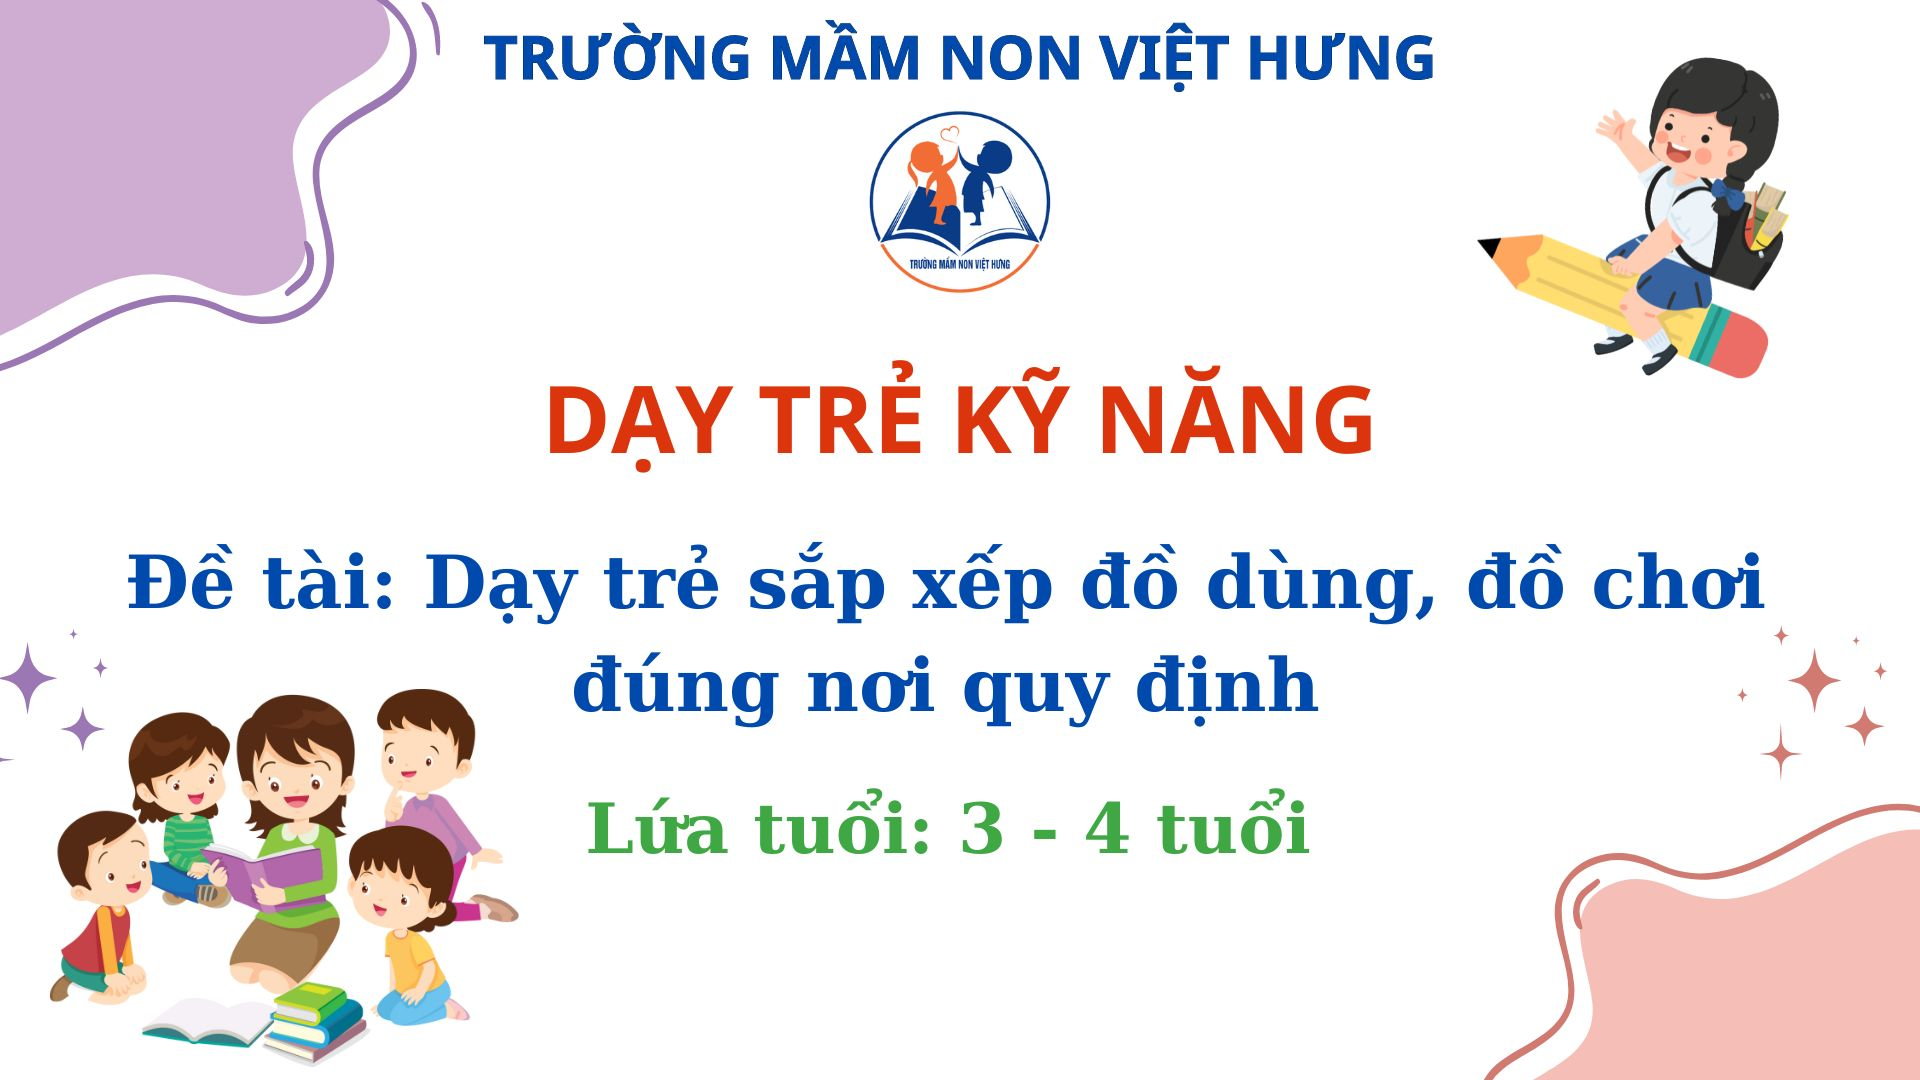 TRƯỜNG MẦM NON VIỆT HƯNG
TRƯỜNG MẦM NON VIỆT HƯNG
DẠY TRẺ KỸ NĂNG
Đề tài: Dạy trẻ sắp xếp đồ dùng, đồ chơi
đúng nơi quy định
Lứa tuổi: 3 - 4 tuổi